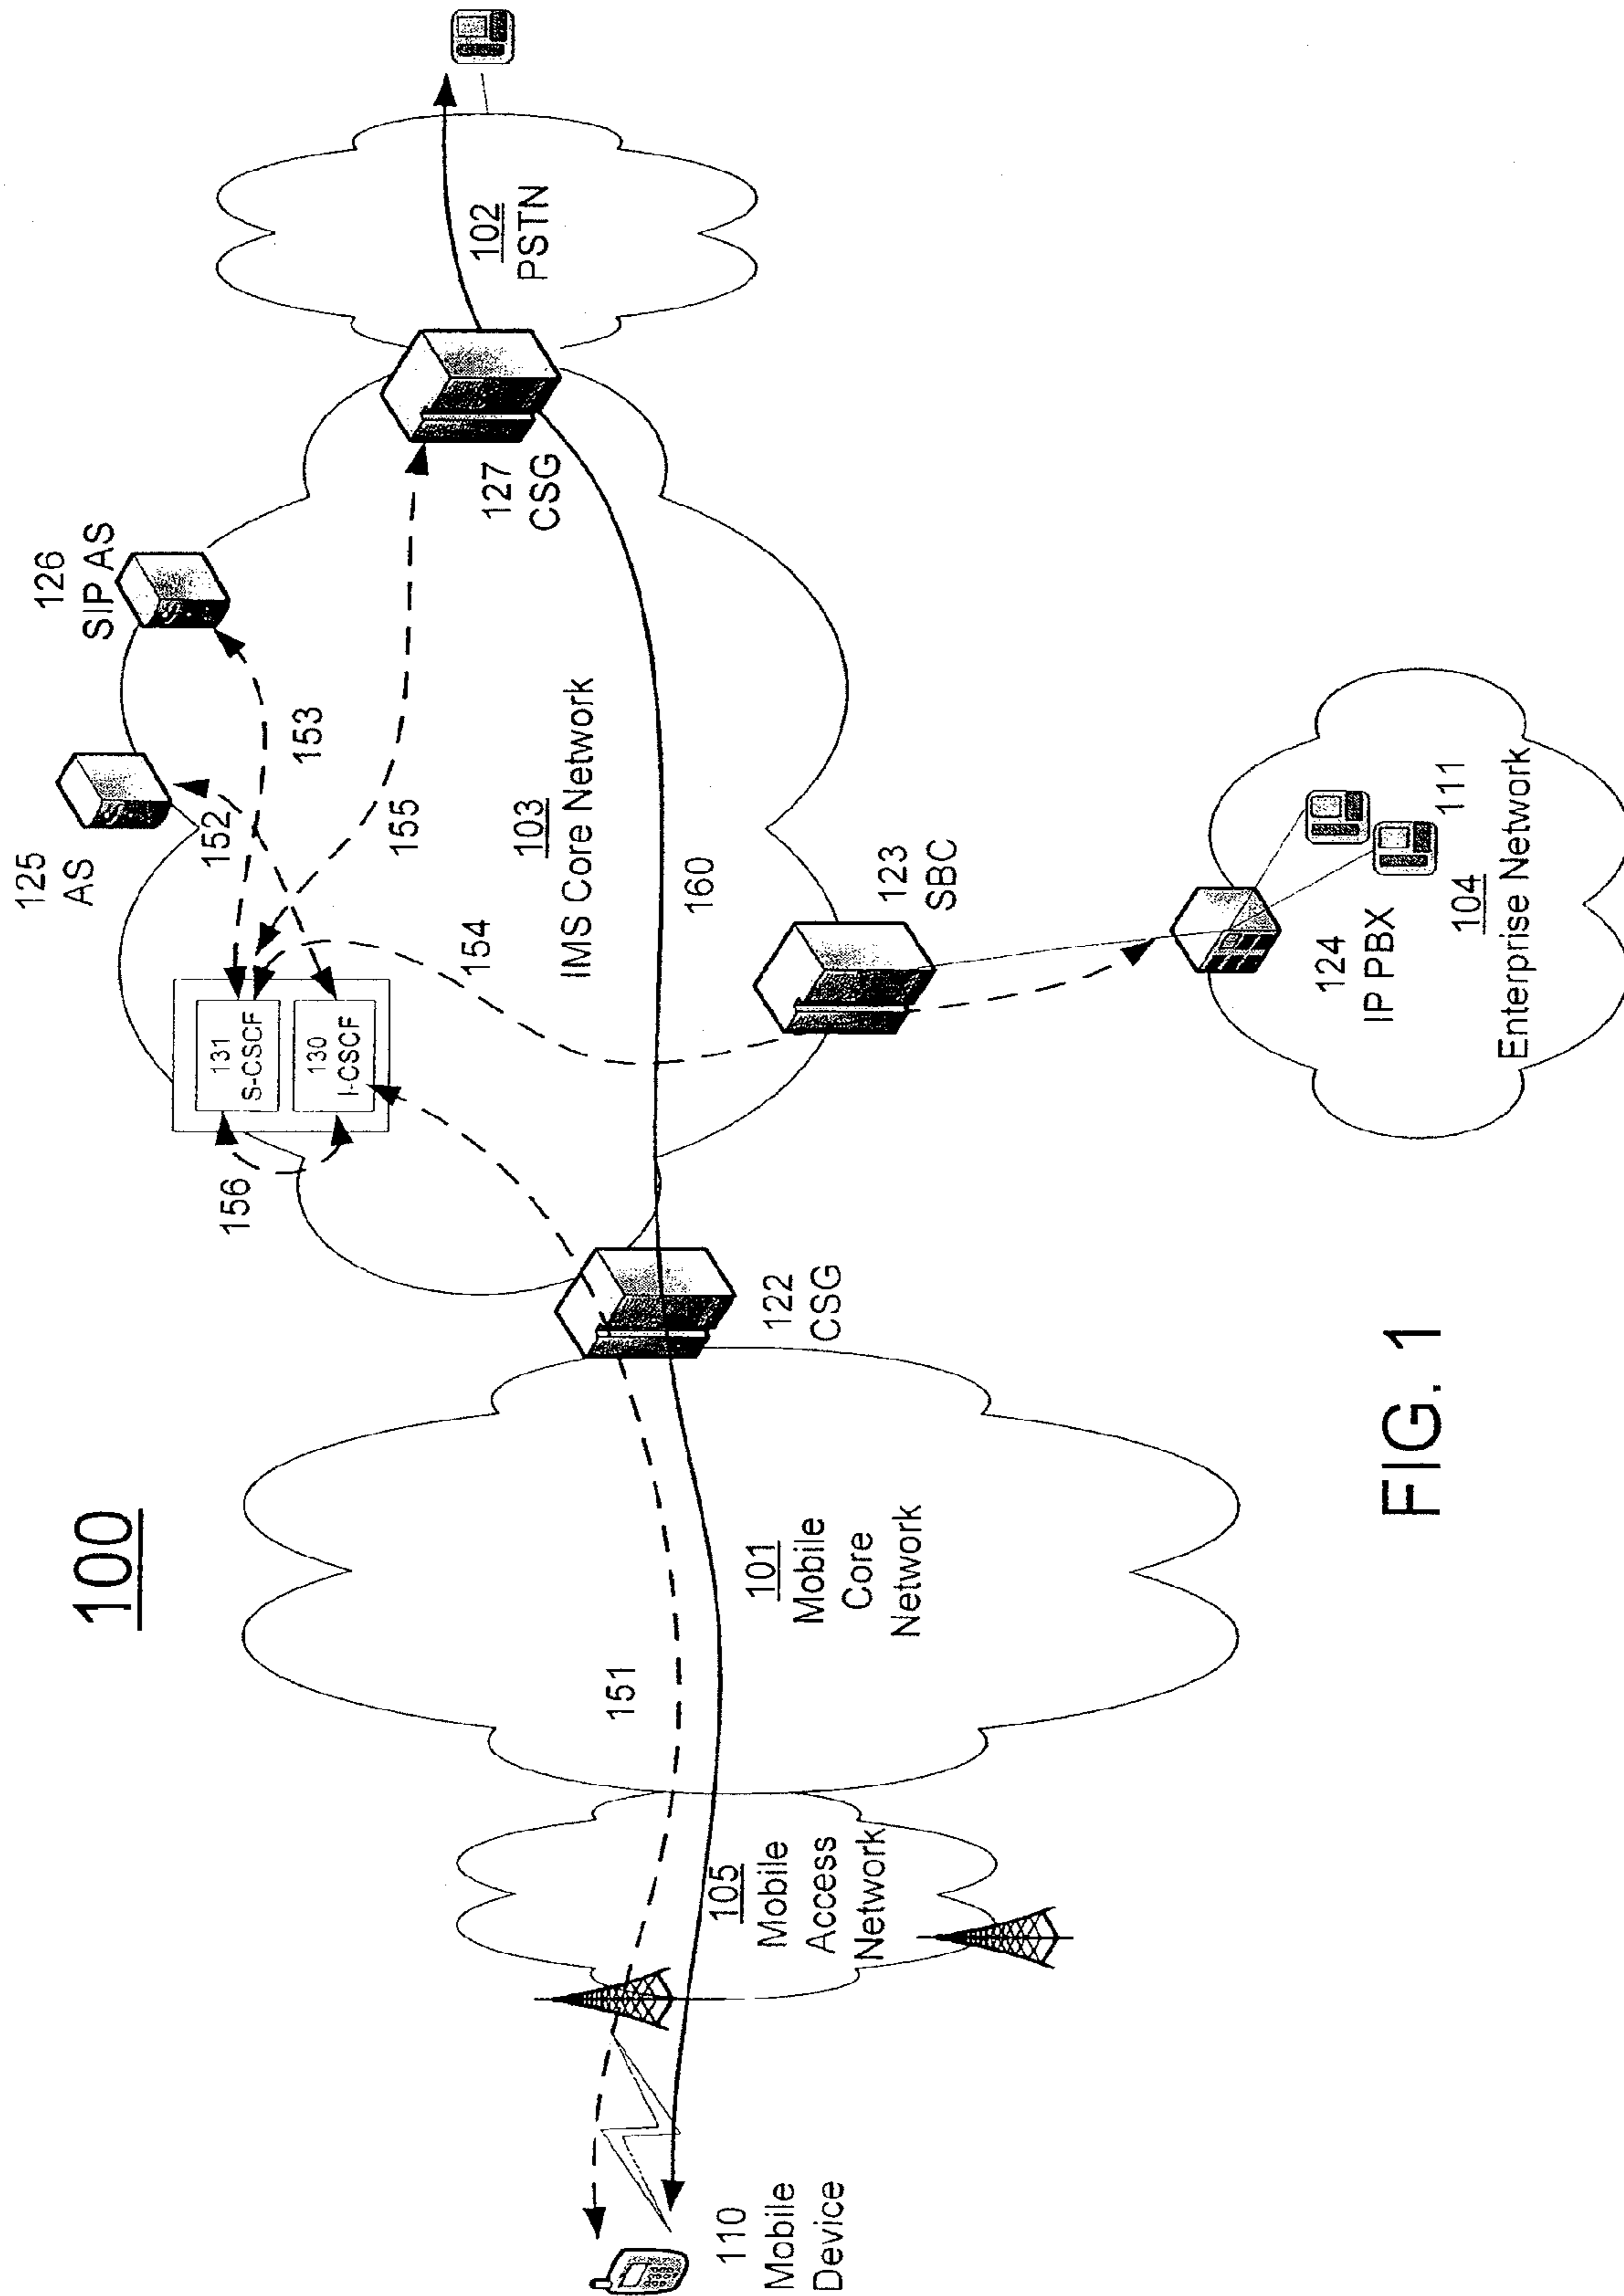 100
110
Mobile
Device
105
Mobile
Access
Network
151
101
Mobile
Core
Network
122
CSG
156
131
S-CSCF
130
I-CSCF
125
AS
152
126
SIP AS
153
155
154
103
IMS Core Network
160
127
CSG
102
PSTN
123
SBC
124
IP PBX
111
104
Enterprise Network
FIG. 1